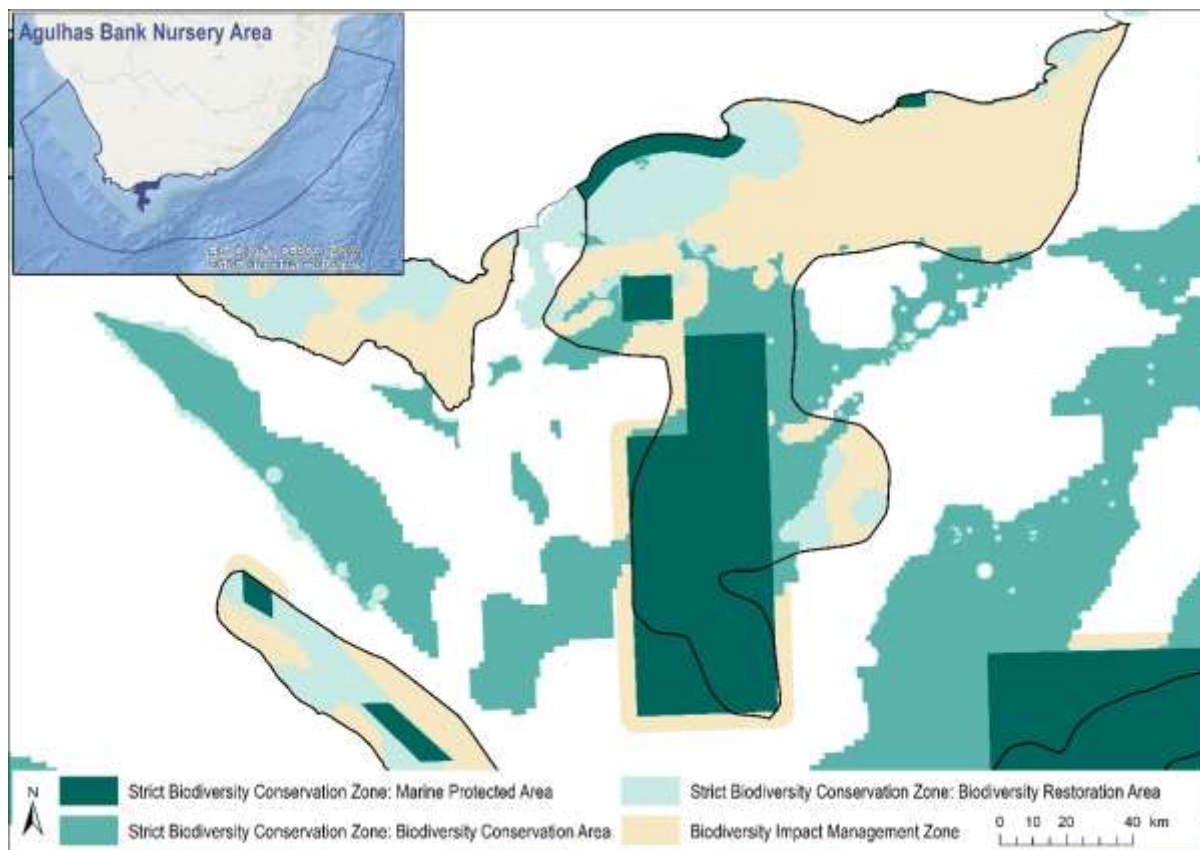 Agulhas Bank Nursery Area
N
Strict Biodiversity Conservation Zone: Marine Protected Area
Strict Biodiversity Conservation Zone: Biodiversity Restoration Area
Strict Biodiversity Conservation Zone: Biodiversity Conservation Area
Biodiversity Impact Management Zone
0 10 20 40 km